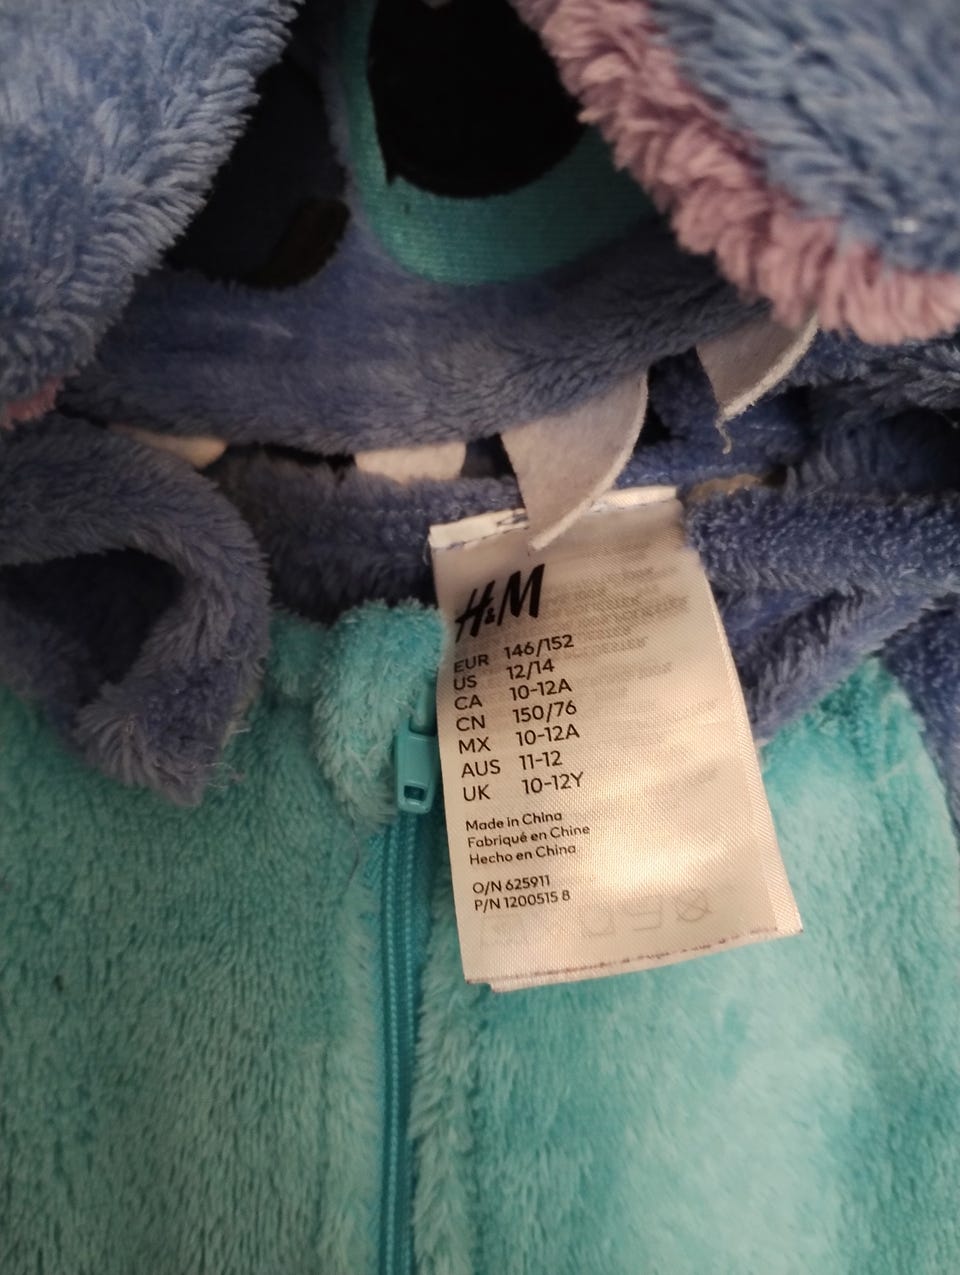 H&M
EUR 146/152
US 12/14
CA 10-12A
CN 150/76
MX 10-12A
AUS 11-12
UK 10-12Y
Made in China
Fabriqué en Chine
Hecho en China
O/N 625911
P/N 1200515 8